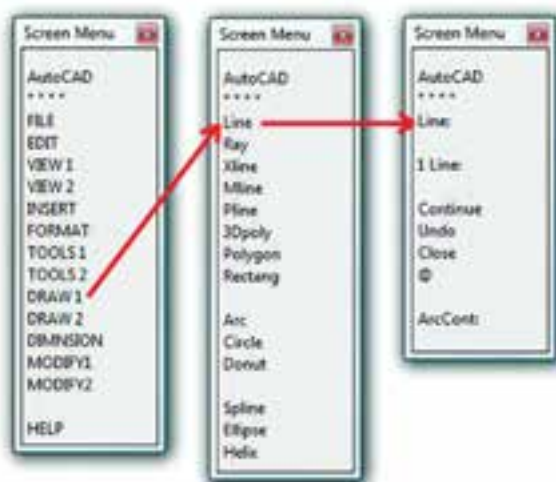 Screen Menu
AutoCAD
* * * *
FILE
EDIT
VIEW 1
VIEW 2
INSERT
FORMAT
TOOLS 1
TOOLS 2
DRAW 1
DRAW 2
DIMNSION
MODIFY1
MODIFY2
HELP
Screen Menu
AutoCAD
* * * *
Line
Ray
Xline
Mline
Pline
3Dpoly
Polygon
Rectang
Arc
Circle
Donut
Spline
Ellipse
Helix
Screen Menu
AutoCAD
* * * *
Line:
1 Line:
Continue
Undo
Close
@
ArcCont: